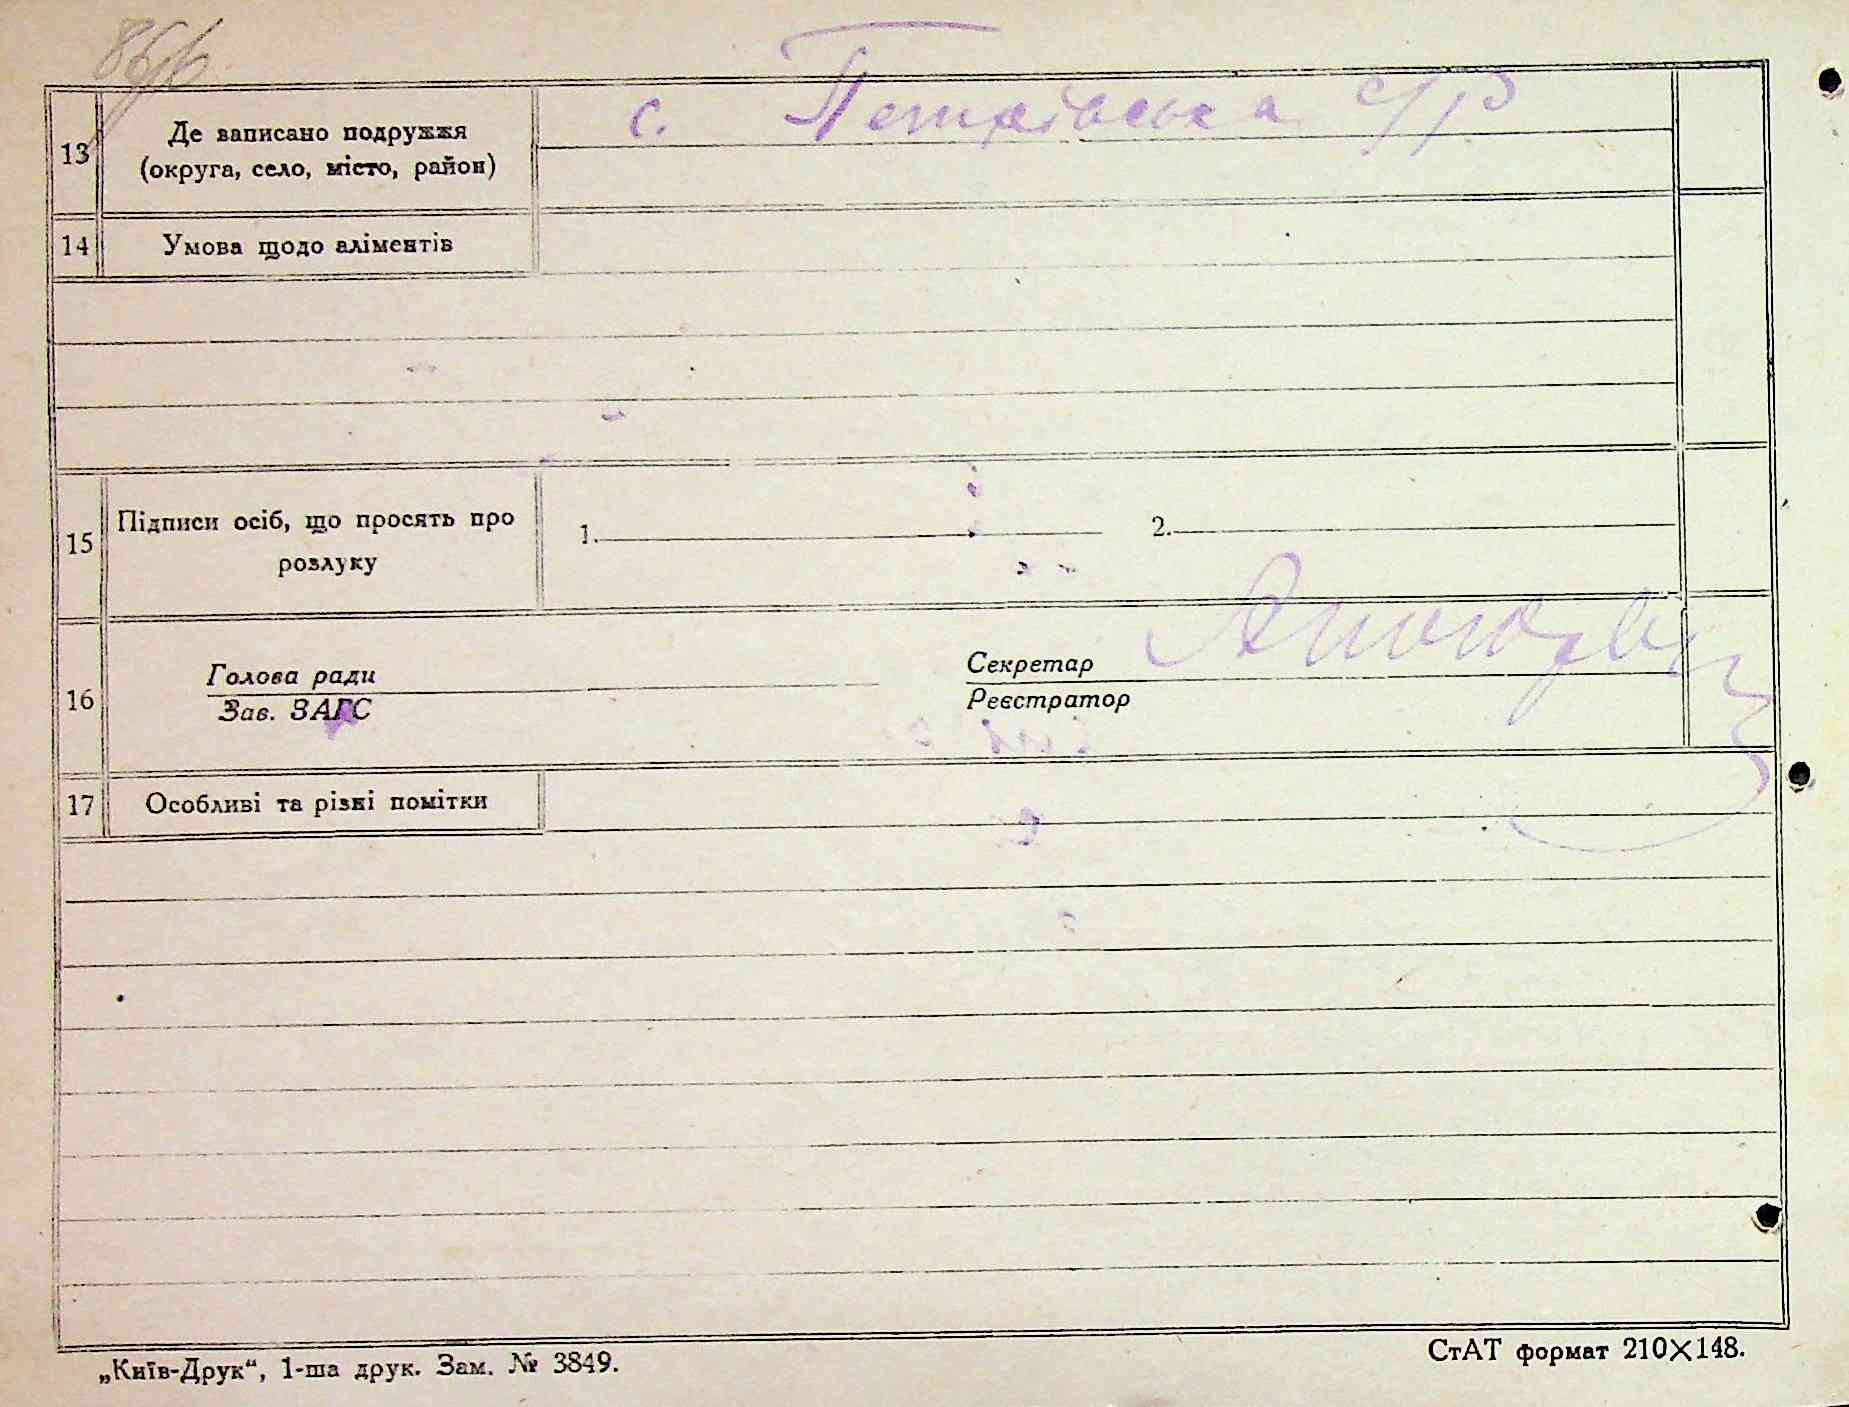 13 Де записано подружжя
(округа, село, місто, район)
с. Петрівська с/р
14 Умова щодо аліментів
15 Підписи осіб, що просять про
розлуку
1. 2.
16 Голова ради
Зав. ЗАГС
Секретар
Реєстратор
17 Особливі та різні помітки
„Київ-Друк“, 1-ша друк. Зам. № 3849.
СтАТ формат 210×148.